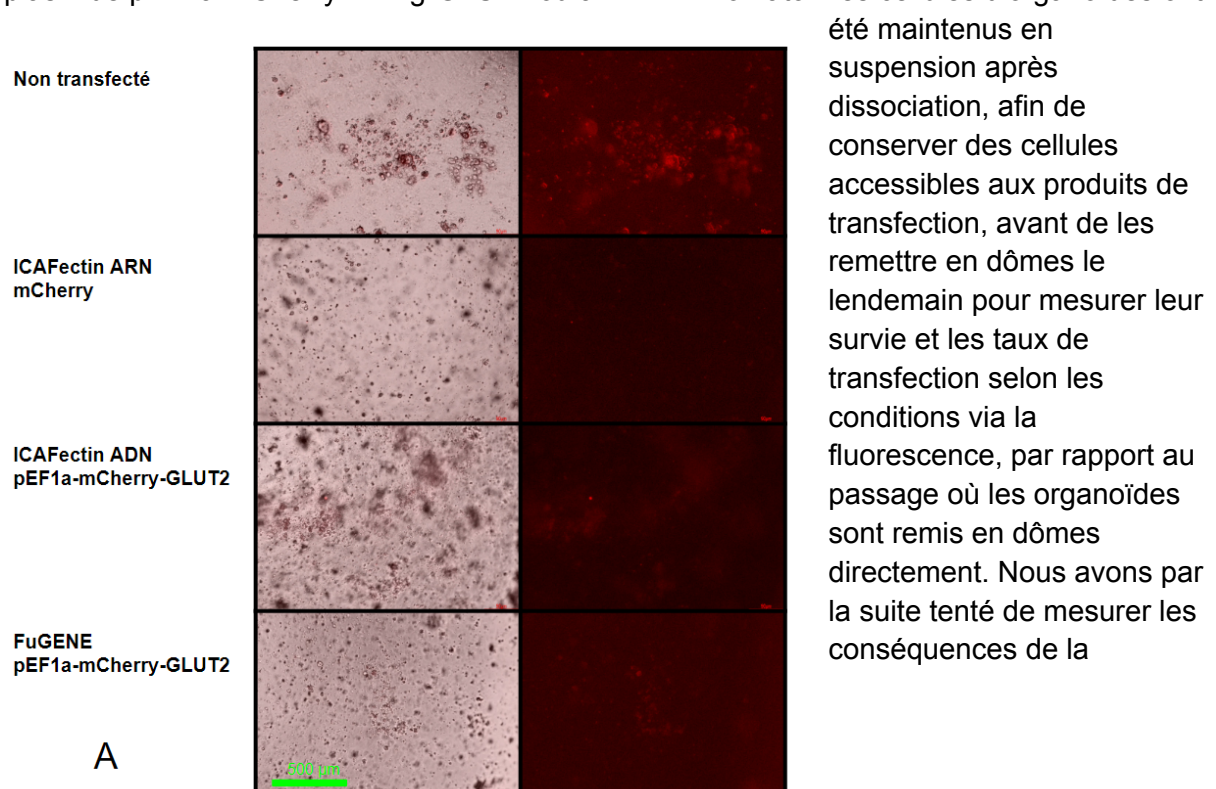 été maintenus en
suspension après
dissociation, afin de
conserver des cellules
accessibles aux produits de
transfection, avant de les
remettre en dômes le
lendemain pour mesurer leur
survie et les taux de
transfection selon les
conditions via la
fluorescence, par rapport au
passage où les organoïdes
sont remis en dômes
directement. Nous avons par
la suite tenté de mesurer les
conséquences de la
Non transfecté
ICAFectin ARN
mCherry
ICAFectin ADN
pEF1a-mCherry-GLUT2
FuGENE
pEF1a-mCherry-GLUT2
A